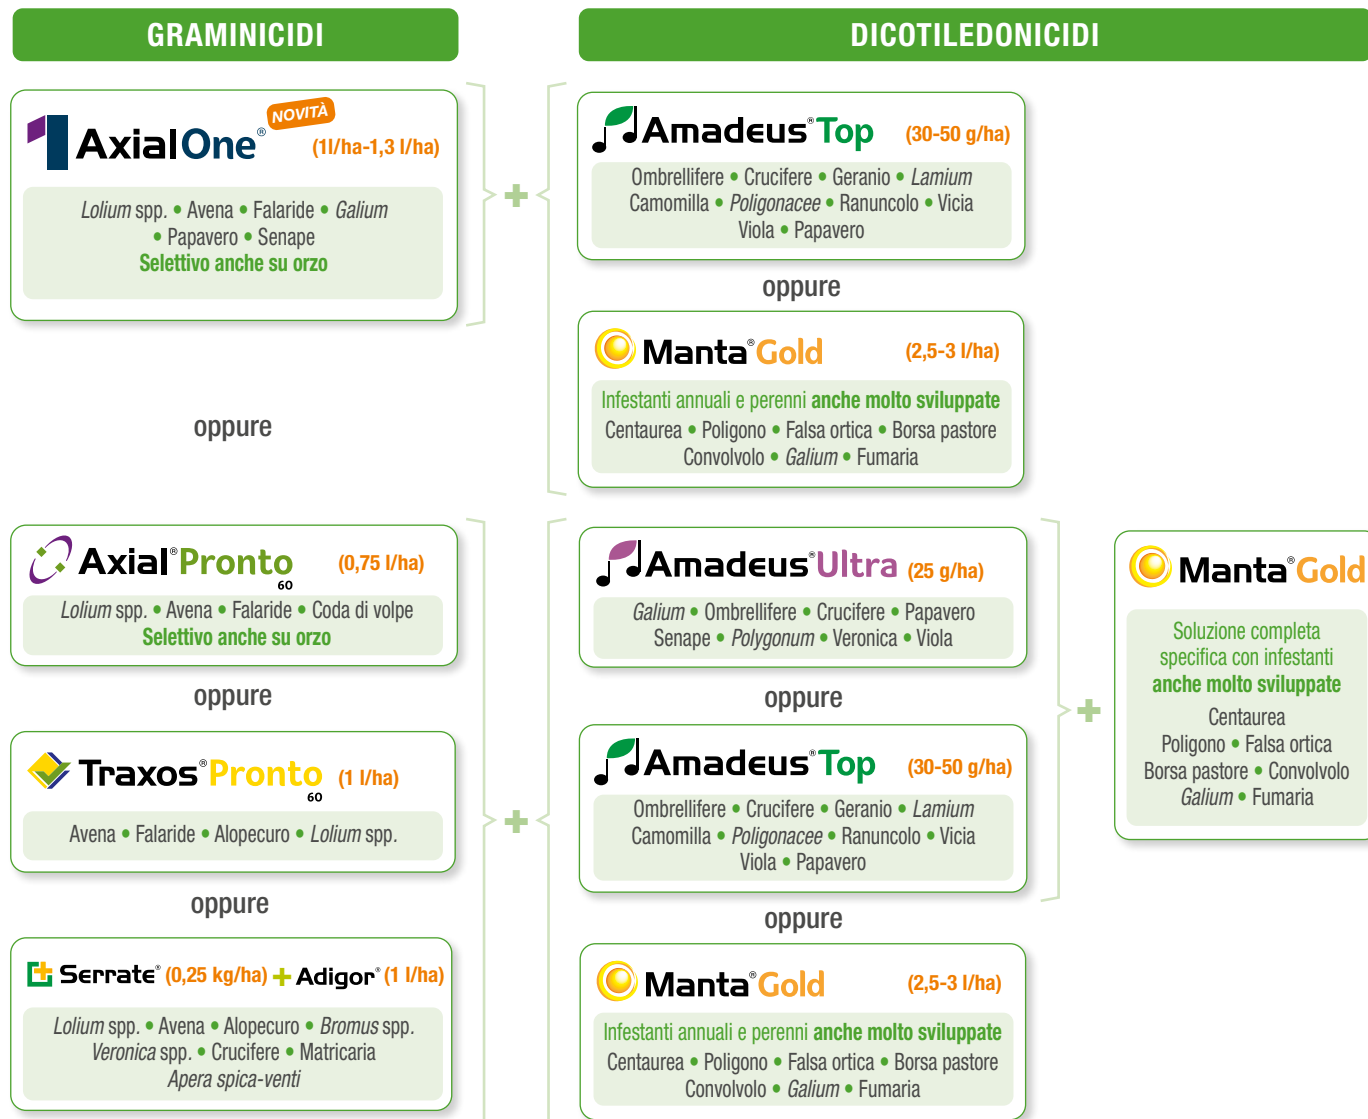 GRAMINICIDI
DICOTILEDONICIDI
AxialOne® NOVITÀ (1l/ha-1,3 l/ha)
Lolium spp. • Avena • Falaride • Galium
• Papavero • Senape
Selettivo anche su orzo
+
Amadeus® Top (30-50 g/ha)
Ombrellifere • Crucifere • Geranio • Lamium
Camomilla • Poligonacee • Ranuncolo • Vicia
Viola • Papavero
oppure
Manta® Gold (2,5-3 l/ha)
Infestanti annuali e perenni anche molto sviluppate
Centaurea • Poligono • Falsa ortica • Borsa pastore
Convolvolo • Galium • Fumaria
oppure
Axial® Pronto 60 (0,75 l/ha)
Lolium spp. • Avena • Falaride • Coda di volpe
Selettivo anche su orzo
oppure
Traxos® Pronto 60 (1 l/ha)
Avena • Falaride • Alopecuro • Lolium spp.
oppure
Serrate® (0,25 kg/ha) + Adigor® (1 l/ha)
Lolium spp. • Avena • Alopecuro • Bromus spp.
Veronica spp. • Crucifere • Matricaria
Apera spica-venti
+
Amadeus® Ultra (25 g/ha)
Galium • Ombrellifere • Crucifere • Papavero
Senape • Polygonum • Veronica • Viola
oppure
Amadeus® Top (30-50 g/ha)
Ombrellifere • Crucifere • Geranio • Lamium
Camomilla • Poligonacee • Ranuncolo • Vicia
Viola • Papavero
oppure
Manta® Gold (2,5-3 l/ha)
Infestanti annuali e perenni anche molto sviluppate
Centaurea • Poligono • Falsa ortica • Borsa pastore
Convolvolo • Galium • Fumaria
+
Manta® Gold
Soluzione completa
specifica con infestanti
anche molto sviluppate
Centaurea
Poligono • Falsa ortica
Borsa pastore • Convolvolo
Galium • Fumaria